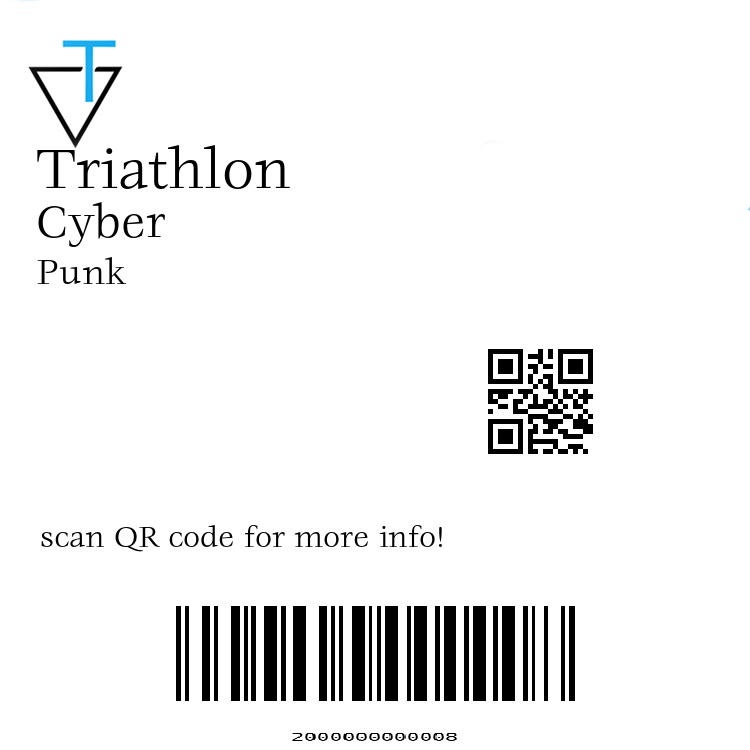 T
Triathlon
Cyber
Punk
scan QR code for more info!
2000000000008